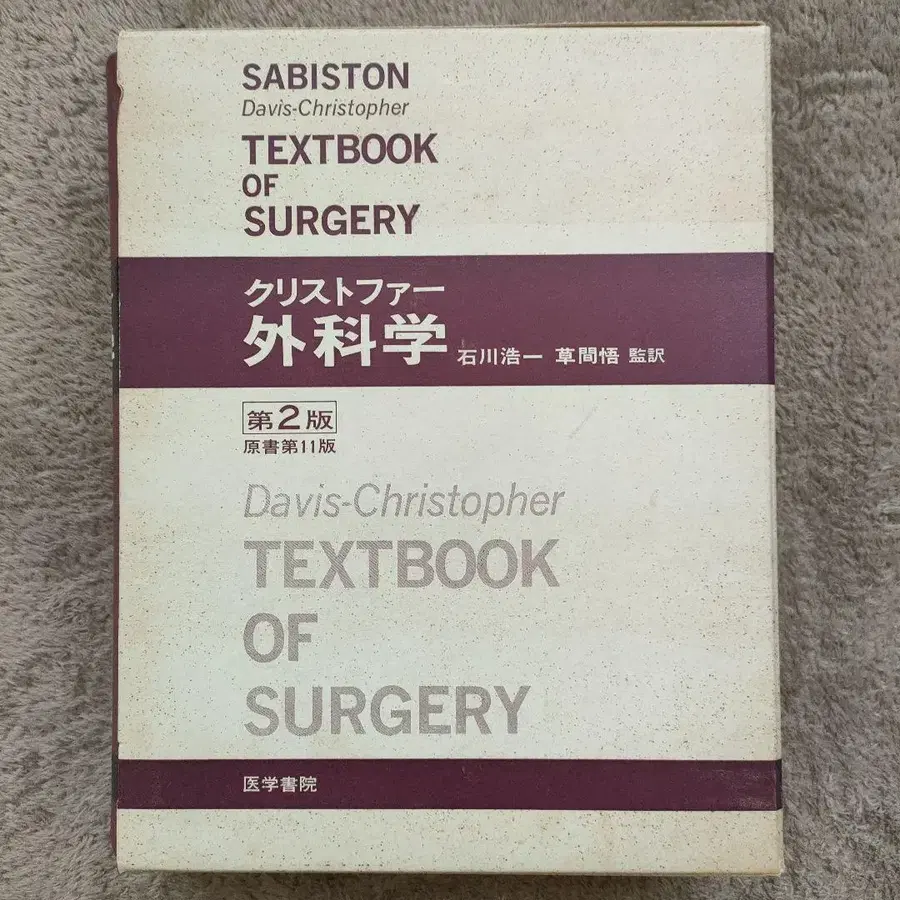 SABISTON
Davis-Christopher
TEXTBOOK
OF
SURGERY
クリストファー
外科学 石川浩一 草間悟 監訳
第2版
原書第11版
Davis-Christopher
TEXTBOOK
OF
SURGERY
医学書院